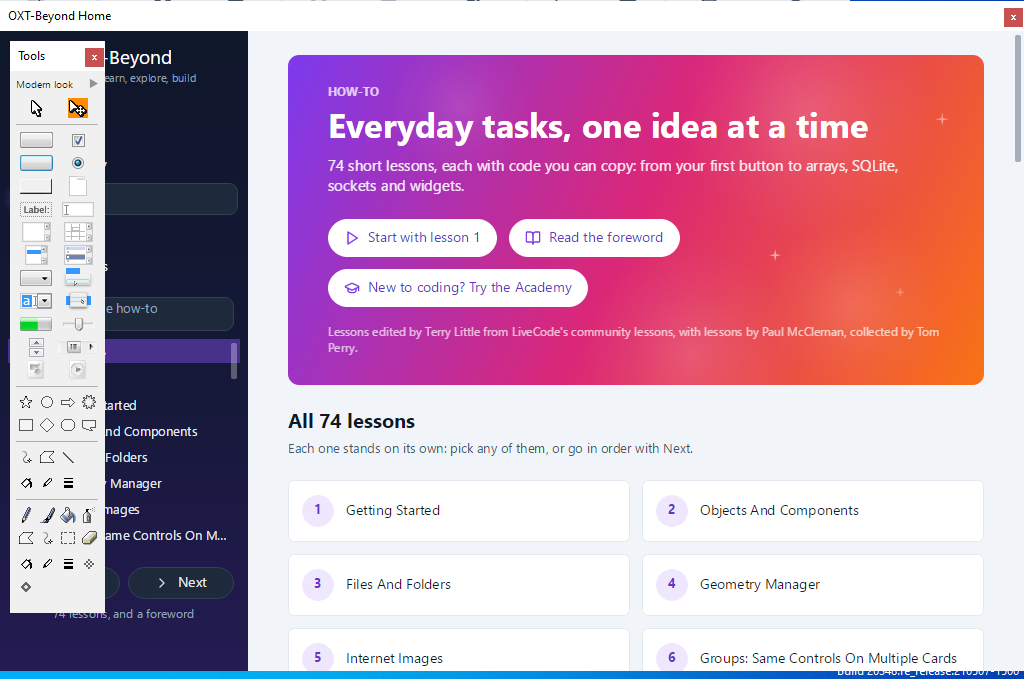 OXT-Beyond Home
x
Tools
x
-Beyond
Modern look
earn, explore, build
Label:
e how-to
arted
nd Components
Folders
y Manager
mages
ame Controls On M...
Next
74 lessons, and a foreword
HOW-TO
Everyday tasks, one idea at a time
74 short lessons, each with code you can copy: from your first button to arrays, SQLite,
sockets and widgets.
Start with lesson 1
Read the foreword
New to coding? Try the Academy
Lessons edited by Terry Little from LiveCode's community lessons, with lessons by Paul McClernan, collected by Tom
Perry.
All 74 lessons
Each one stands on its own: pick any of them, or go in order with Next.
1 Getting Started
2 Objects And Components
3 Files And Folders
4 Geometry Manager
5 Internet Images
6 Groups: Same Controls On Multiple Cards